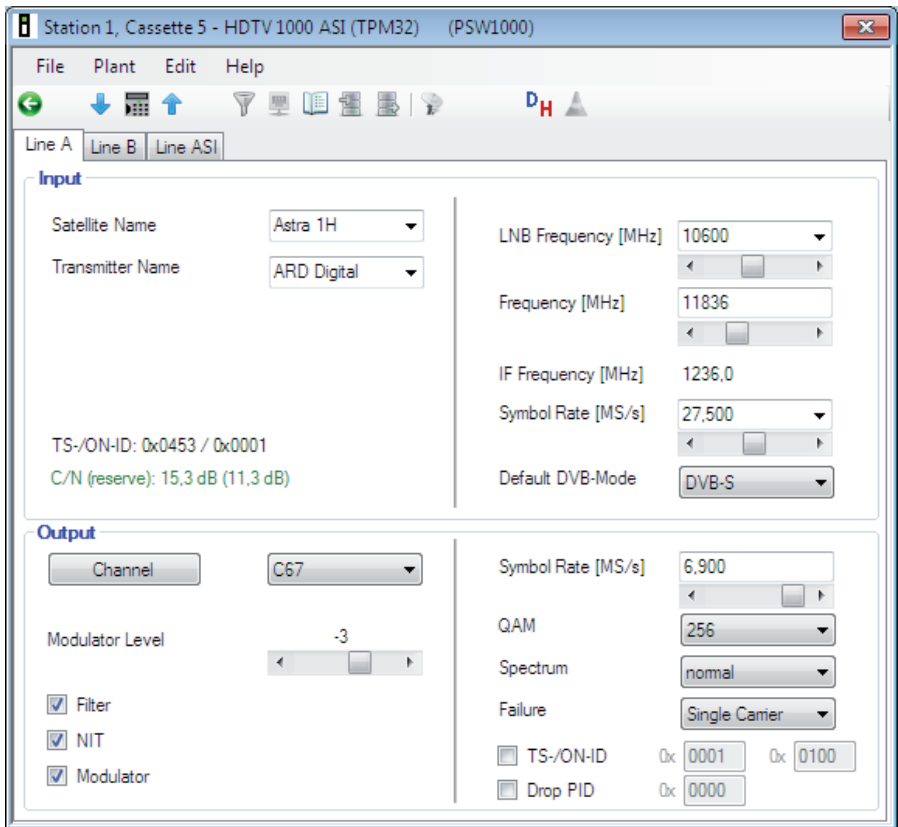 Station 1, Cassette 5 - HDTV 1000 ASI (TPM32) (PSW1000)
File Plant Edit Help
DH
Line A Line B Line ASI
Input
Satellite Name Astra 1H
Transmitter Name ARD Digital
LNB Frequency [MHz] 10600
Frequency [MHz] 11836
IF Frequency [MHz] 1236,0
Symbol Rate [MS/s] 27,500
Default DVB-Mode DVB-S
TS-/ON-ID: 0x0453 / 0x0001
C/N (reserve): 15,3 dB (11,3 dB)
Output
Channel C67
Modulator Level -3
Filter
NIT
Modulator
Symbol Rate [MS/s] 6,900
QAM 256
Spectrum normal
Failure Single Carrier
TS-/ON-ID 0x 0001 0x 0100
Drop PID 0x 0000